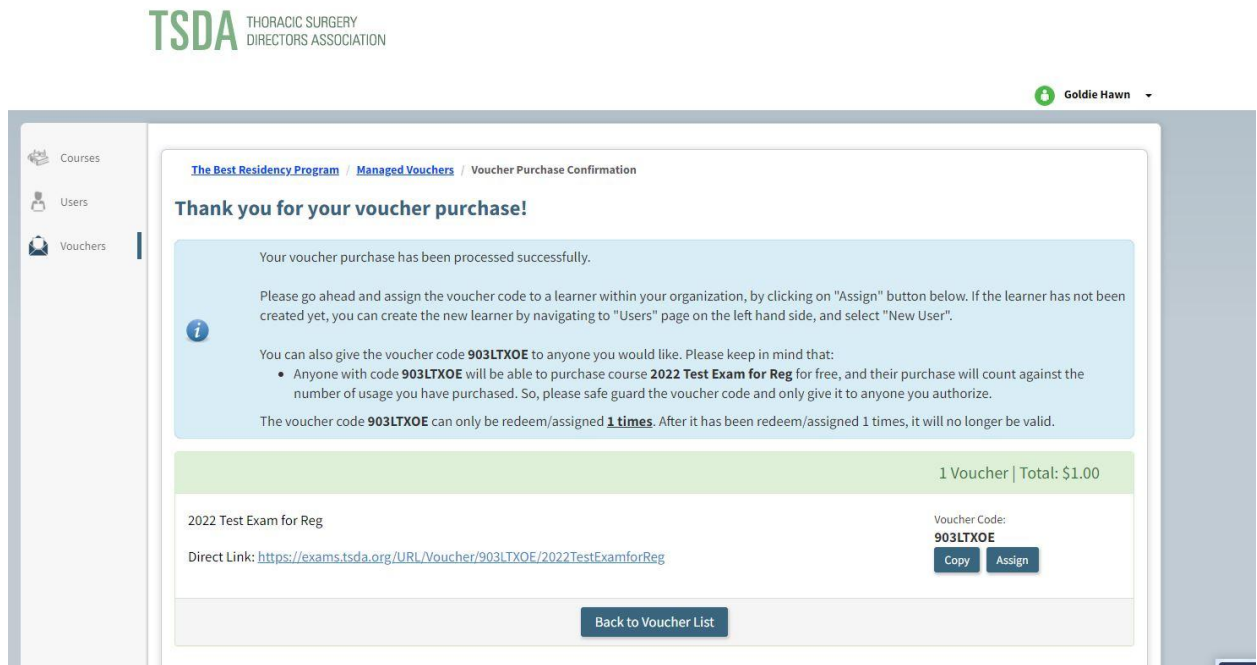 TSDA THORACIC SURGERY
DIRECTORS ASSOCIATION
Goldie Hawn
Courses
Users
Vouchers
The Best Residency Program / Managed Vouchers / Voucher Purchase Confirmation
Thank you for your voucher purchase!
Your voucher purchase has been processed successfully.
Please go ahead and assign the voucher code to a learner within your organization, by clicking on "Assign" button below. If the learner has not been
created yet, you can create the new learner by navigating to "Users" page on the left hand side, and select "New User".
You can also give the voucher code 903LTXOE to anyone you would like. Please keep in mind that:
• Anyone with code 903LTXOE will be able to purchase course 2022 Test Exam for Reg for free, and their purchase will count against the
number of usage you have purchased. So, please safe guard the voucher code and only give it to anyone you authorize.
The voucher code 903LTXOE can only be redeem/assigned 1 times. After it has been redeem/assigned 1 times, it will no longer be valid.
1 Voucher | Total: $1.00
2022 Test Exam for Reg
Direct Link: https://exams.tsda.org/URL/Voucher/903LTXOE/2022TestExamforReg
Voucher Code:
903LTXOE
Copy Assign
Back to Voucher List